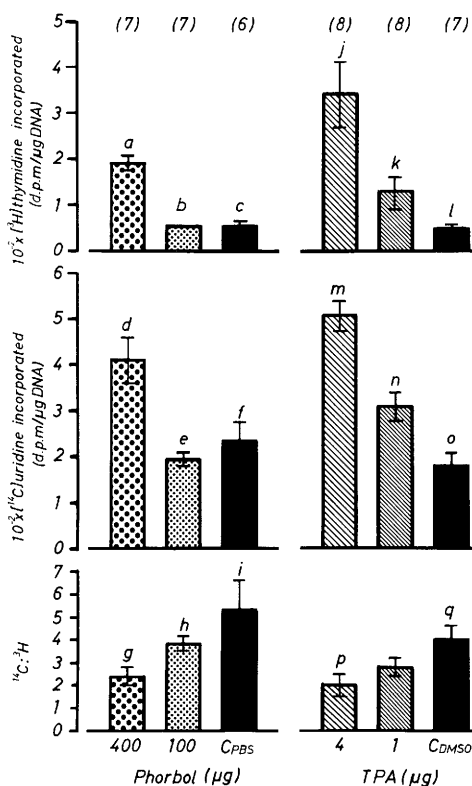 (7) (7) (6) (8) (8) (7)
10⁻²x[³H]thymidine incorporated
(d.p.m/µg DNA)
5
4
3
2
1
0
a
b
c
j
k
l
10⁻²x[¹⁴C]uridine incorporated
(d.p.m/µg DNA)
6
5
4
3
2
1
0
d
e
f
m
n
o
¹⁴C:³H
7
6
5
4
3
2
1
0
g
h
i
p
q
400 100 CPBS 4 1 CDMSO
Phorbol (µg) TPA (µg)